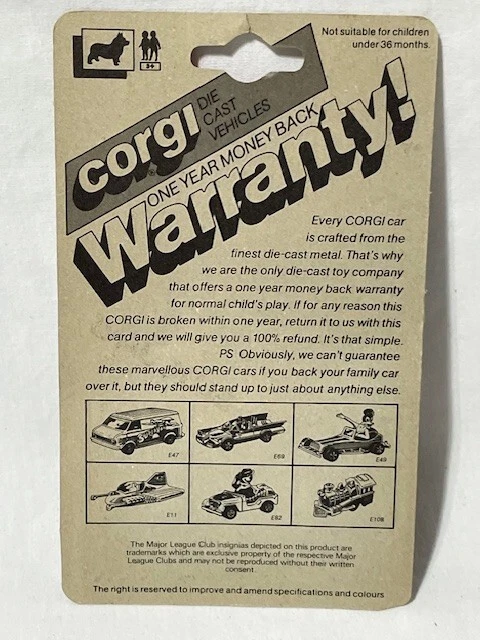 Not suitable for children
under 36 months.
3+
corgi
DIE
CAST
VEHICLES
ONE YEAR MONEY BACK
Warranty!
Every CORGI car
is crafted from the
finest die-cast metal. That's why
we are the only die-cast toy company
that offers a one year money back warranty
for normal child's play. If for any reason this
CORGI is broken within one year, return it to us with this
card and we will give you a 100% refund. It's that simple.
PS Obviously, we can't guarantee
these marvellous CORGI cars if you back your family car
over it, but they should stand up to just about anything else.
E47
E69
E49
E11
E82
E108
The Major League Club insignias depicted on this product are
trademarks which are exclusive property of the respective Major
League Clubs and may not be reproduced without their written
consent.
The right is reserved to improve and amend specifications and colours